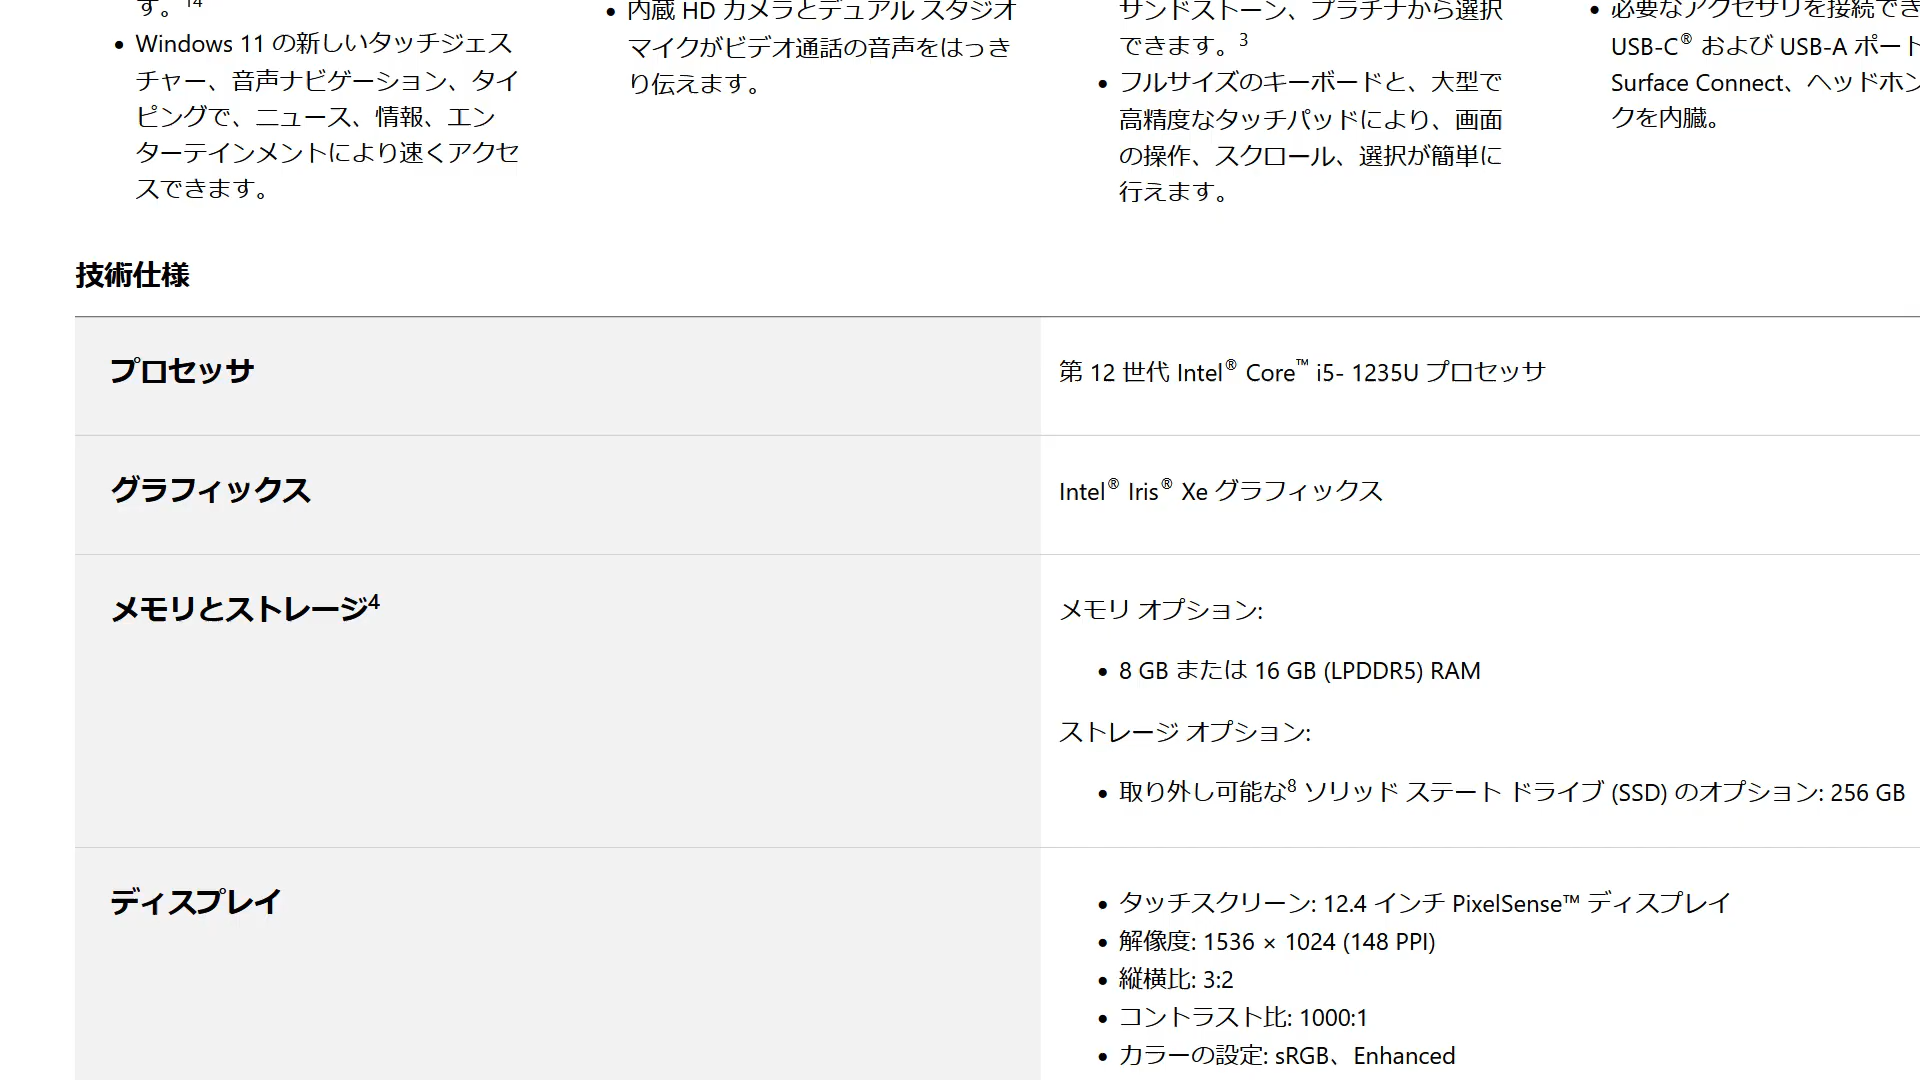 す。14
• Windows 11 の新しいタッチジェス
チャー、音声ナビゲーション、タイ
ピングで、ニュース、情報、エン
ターテインメントにより速くアクセ
スできます。
• 内蔵 HD カメラとデュアル スタジオ
マイクがビデオ通話の音声をはっき
り伝えます。
サンドストーン、プラチナから選択
できます。3
• フルサイズのキーボードと、大型で
高精度なタッチパッドにより、画面
の操作、スクロール、選択が簡単に
行えます。
• 必要なアクセサリを接続でき
USB-C® および USB-A ポート
Surface Connect、ヘッドホン
クを内臓。
技術仕様
プロセッサ
第 12 世代 Intel® Core™ i5- 1235U プロセッサ
グラフィックス
Intel® Iris® Xe グラフィックス
メモリとストレージ4
メモリ オプション:
• 8 GB または 16 GB (LPDDR5) RAM
ストレージ オプション:
• 取り外し可能な8 ソリッド ステート ドライブ (SSD) のオプション: 256 GB
ディスプレイ
• タッチスクリーン: 12.4 インチ PixelSense™ ディスプレイ
• 解像度: 1536 × 1024 (148 PPI)
• 縦横比: 3:2
• コントラスト比: 1000:1
• カラーの設定: sRGB、Enhanced